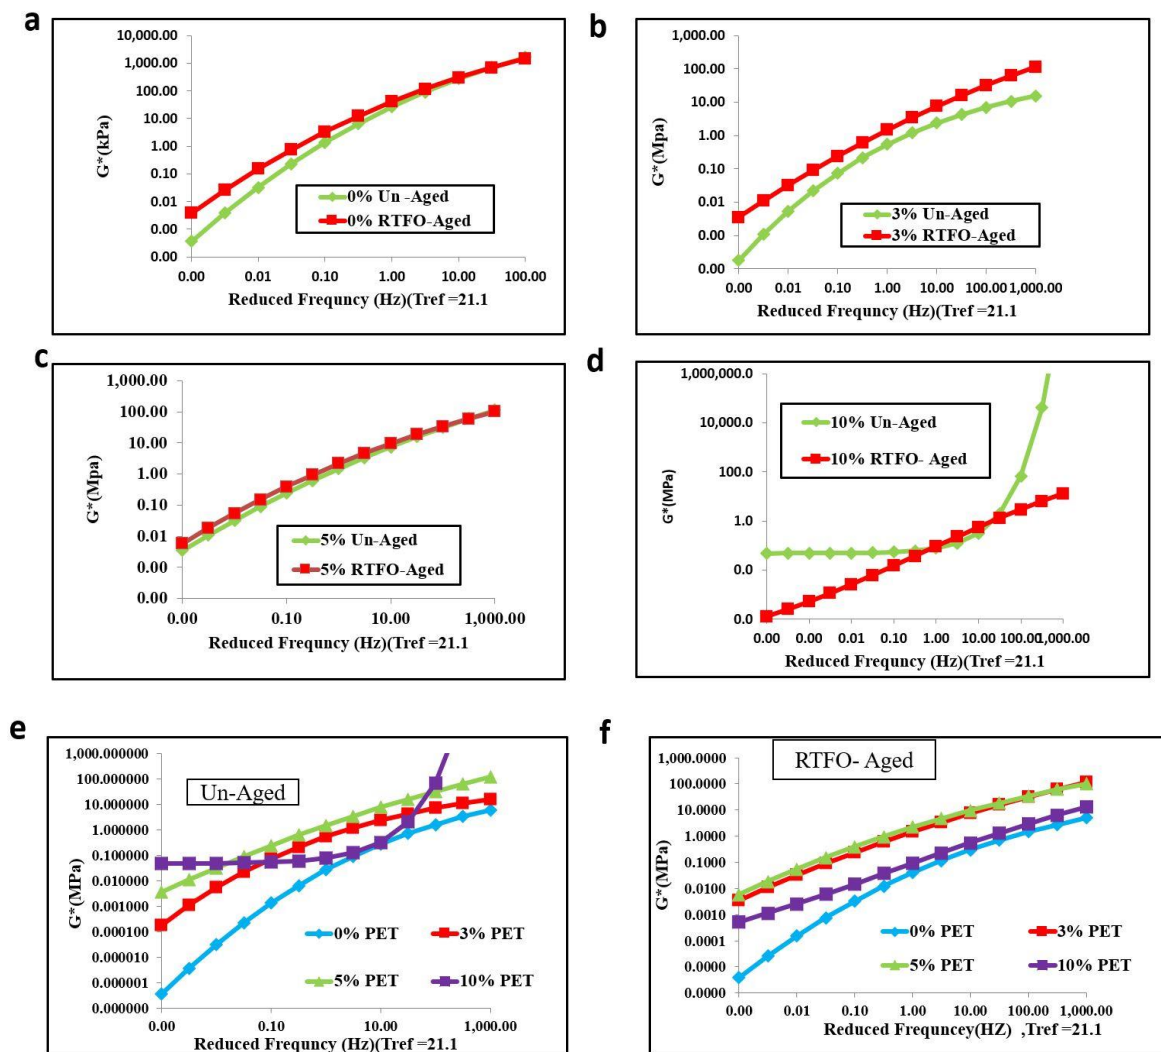 a
10,000.00
1,000.00
100.00
10.00
1.00
0.10
0.01
0.00
0.00
G*(kPa)
0% Un -Aged
0% RTFO-Aged
0.00 0.01 0.10 1.00 10.00 100.00
Reduced Frequncy (Hz)(Tref =21.1
b
1,000.00
100.00
10.00
1.00
0.10
0.01
0.00
0.00
G*(Mpa)
3% Un-Aged
3% RTFO-Aged
0.00 0.01 0.10 1.00 10.00 100.00 1,000.00
Reduced Frequncy (Hz)(Tref =21.1
c
1,000.00
100.00
10.00
1.00
0.10
0.01
0.00
0.00
G*(Mpa)
5% Un-Aged
5% RTFO-Aged
0.00 0.10 10.00 1,000.00
Reduced Frequncy (Hz)(Tref =21.1
d
1,000,000.0
10,000.0
100.0
1.0
0.0
0.0
G*(MPa)
10% Un-Aged
10% RTFO- Aged
0.00 0.00 0.01 0.10 1.00 10.00 100.00 1,000.00
Reduced Frequncy (Hz)(Tref =21.1
e
1,000.000000
100.000000
10.000000
1.000000
0.100000
0.010000
0.001000
0.000100
0.000010
0.000001
0.000000
G*(MPa)
Un-Aged
0% PET 3% PET
5% PET 10% PET
0.00 0.10 10.00 1,000.00
Reduced Frequncy (Hz)(Tref =21.1
f
1,000.0000
100.0000
10.0000
1.0000
0.1000
0.0100
0.0010
0.0001
0.0000
0.0000
G*(MPa)
RTFO- Aged
0% PET 3% PET
5% PET 10% PET
0.00 0.01 0.10 1.00 10.00 100.00 1,000.00
Reduced Frequncey(HZ) ,Tref =21.1